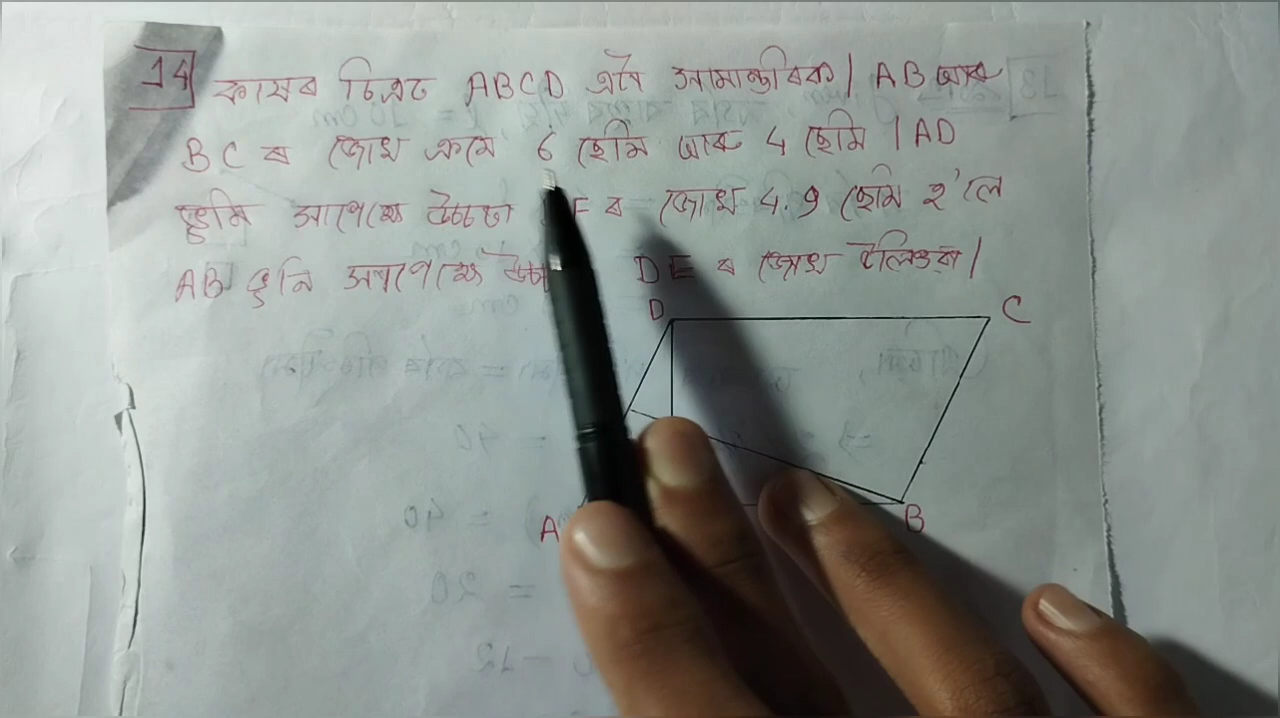 14 কাষৰ চিত্ৰত ABCD এটা সামান্তৰিক। AB আৰু
BC ৰ জোখ ক্ৰমে 6 ছেমি আৰু 4 ছেমি। AD
ভূমি সাপেক্ষে উচ্চতা F ৰ জোখ 4.9 ছেমি হ'লে
AB ভূমি সাপেক্ষে DE ৰ জোখ উলিওৱা।
D C
A B